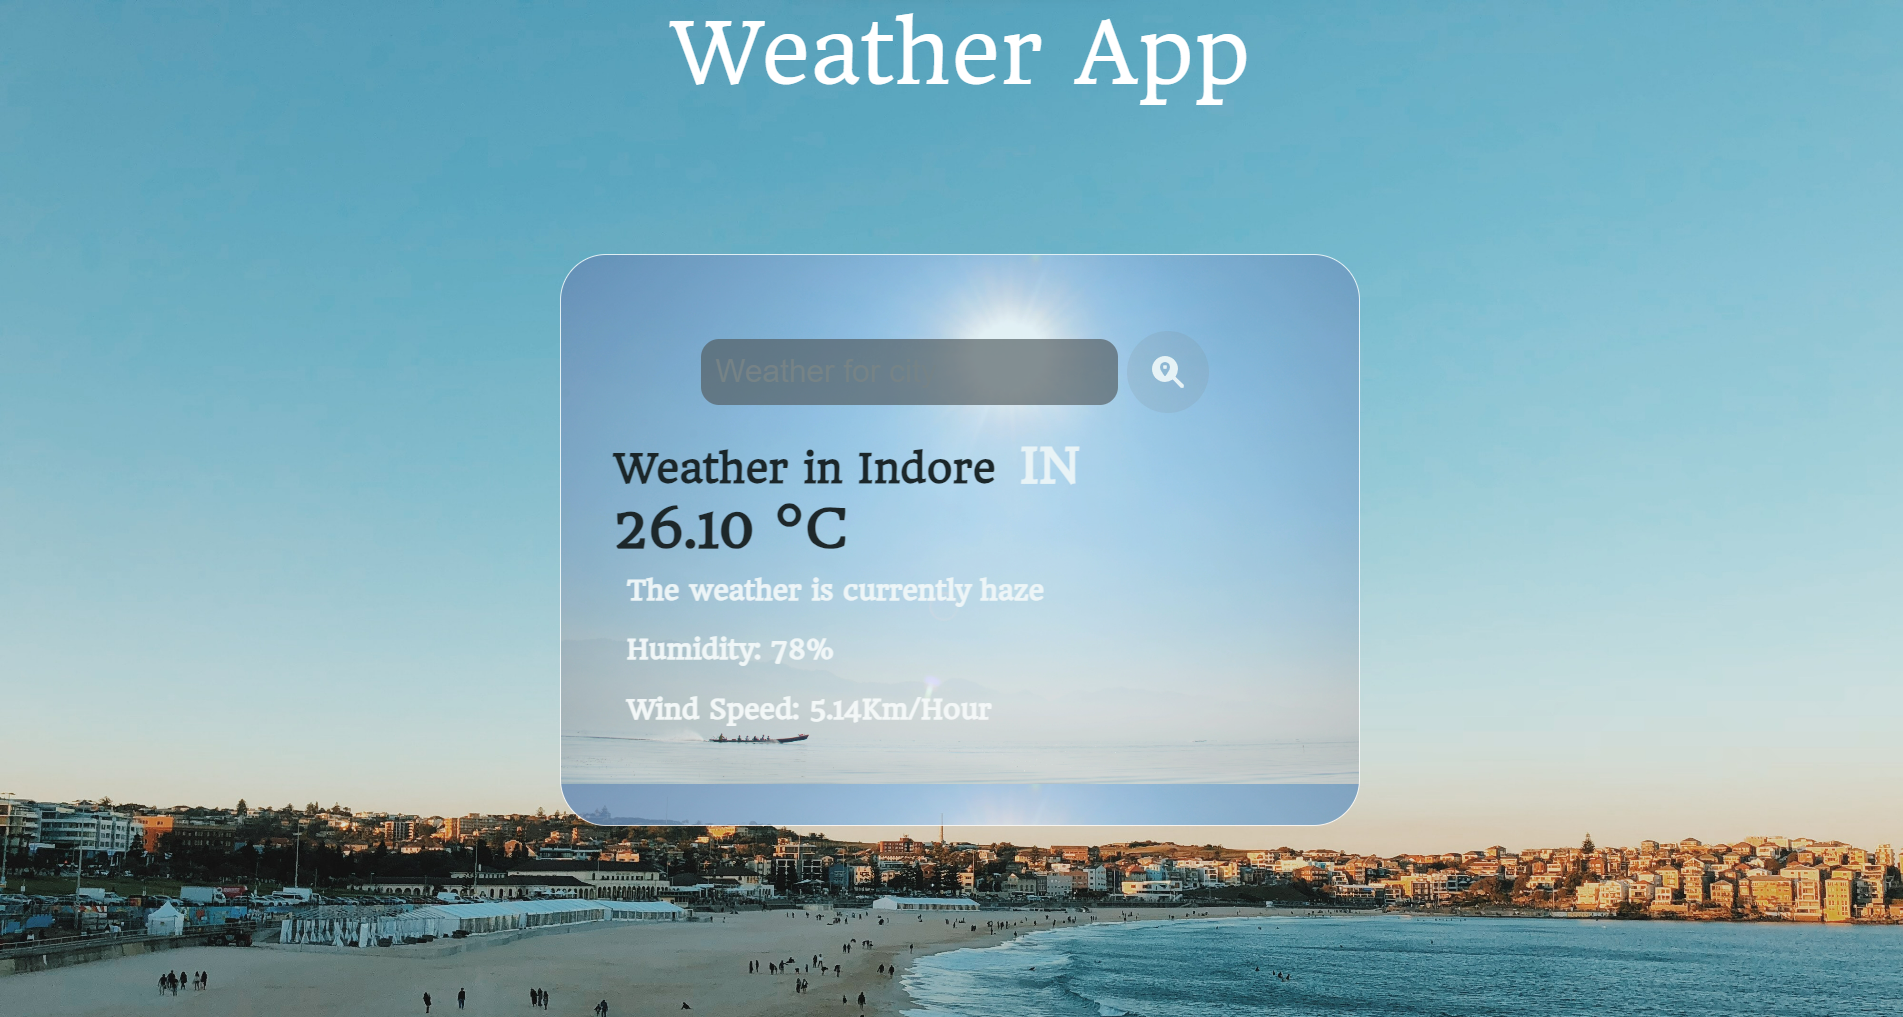 Weather App
Weather for cit
Weather in Indore IN
26.10 °C
The weather is currently haze
Humidity: 78%
Wind Speed: 5.14Km/Hour